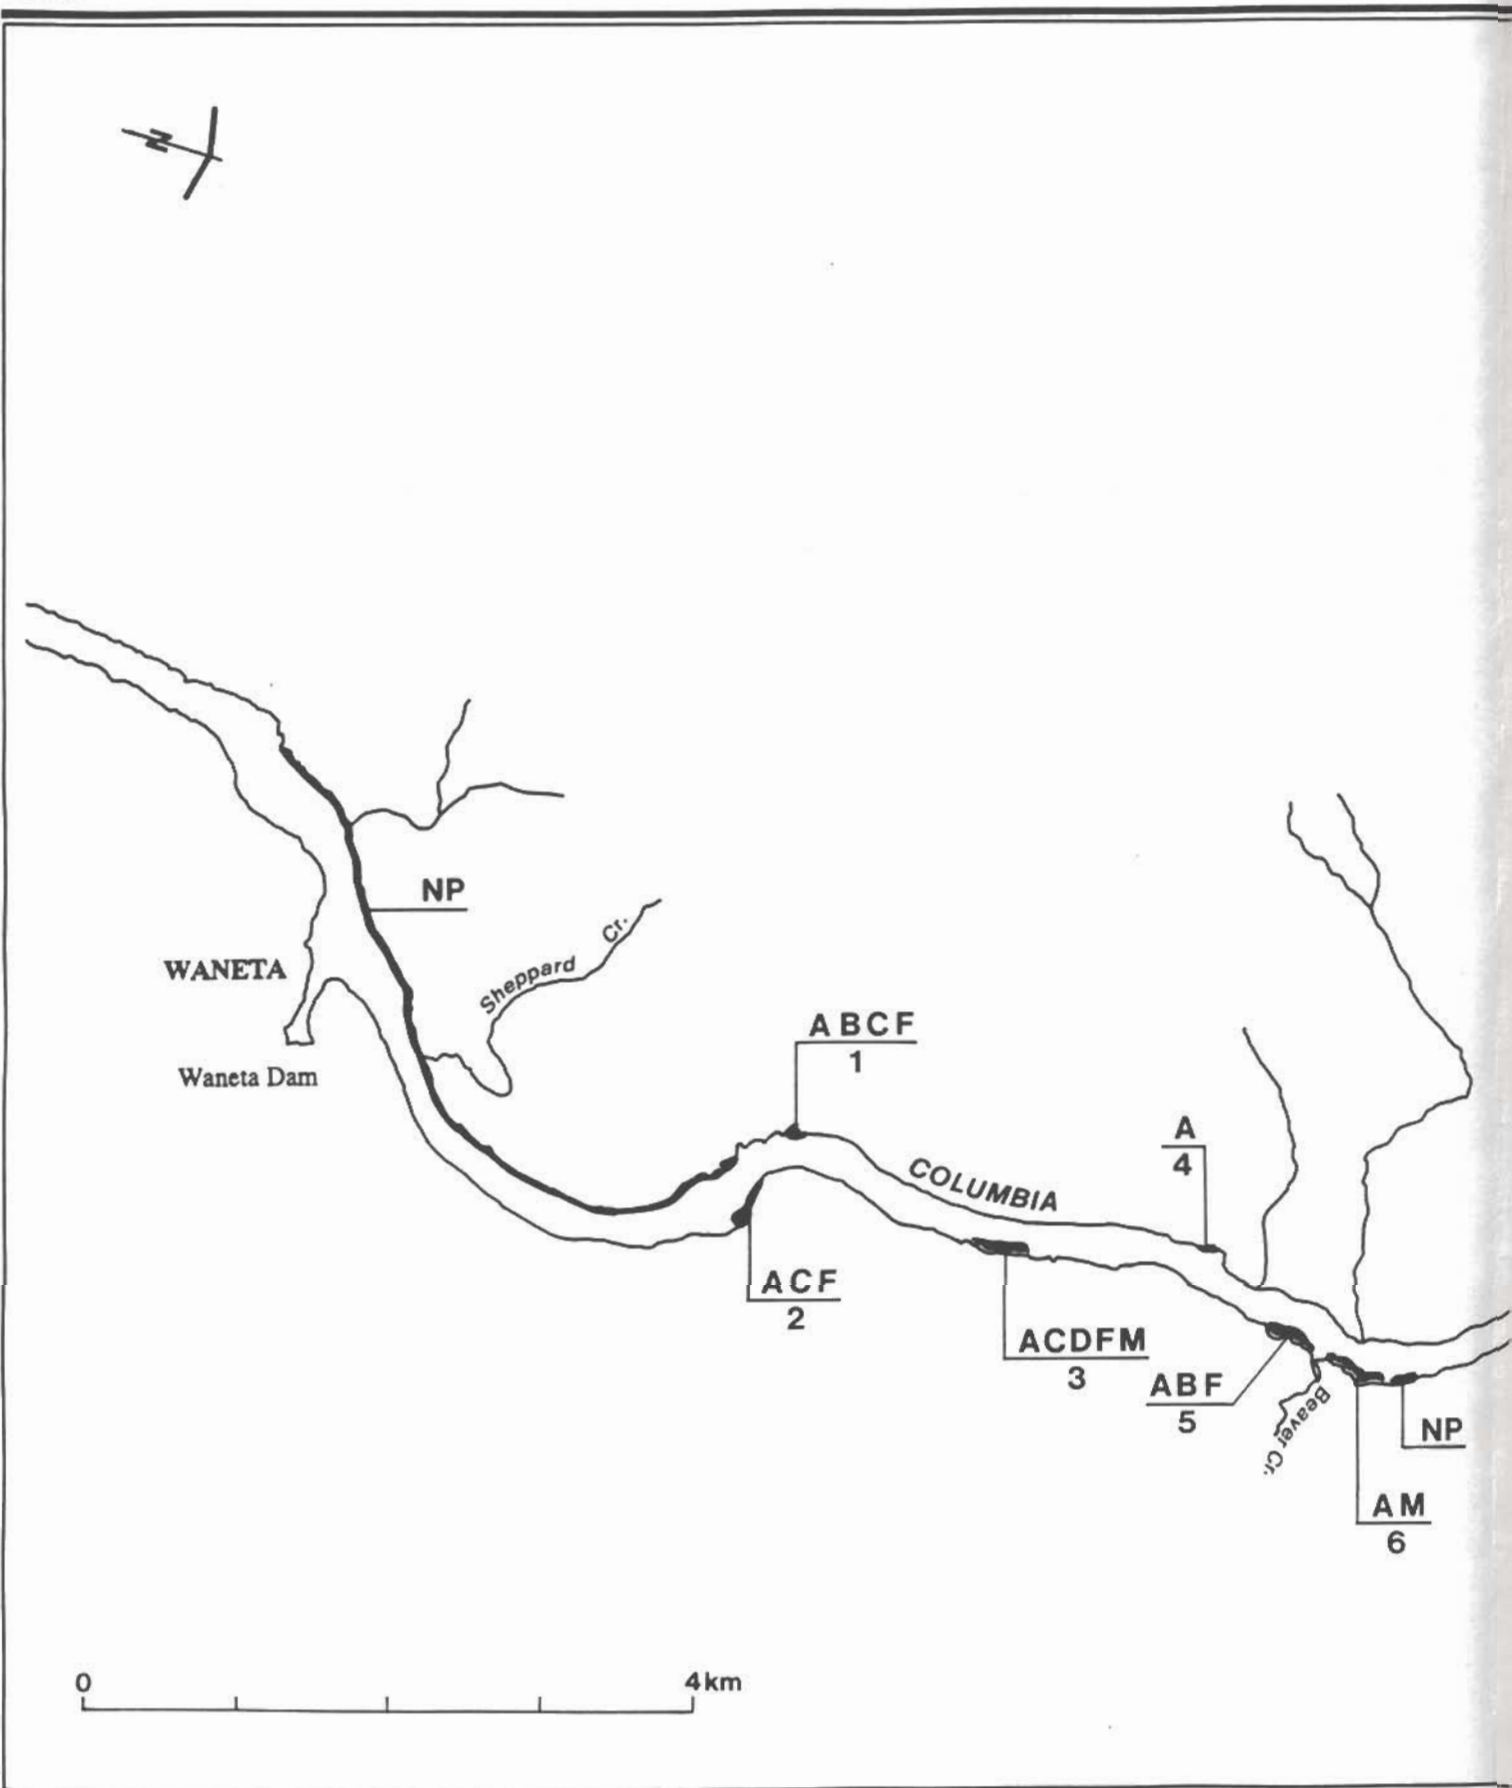 N
NP
WANETA
Sheppard Cr.
Waneta Dam
ABCF
1
A
4
COLUMBIA
ACF
2
ACDFM
3
ABF
5
Beaver Cr.
NP
AM
6
0
4km